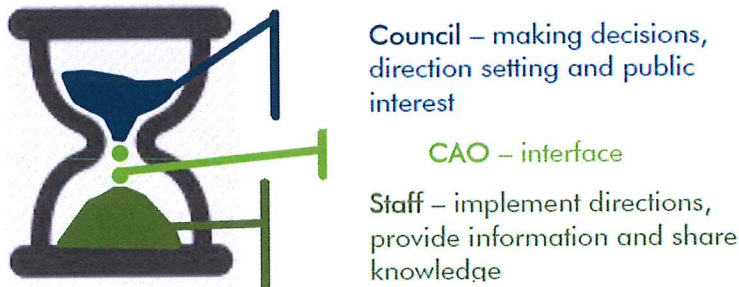 Council – making decisions,
direction setting and public
interest
CAO – interface
Staff – implement directions,
provide information and share
knowledge